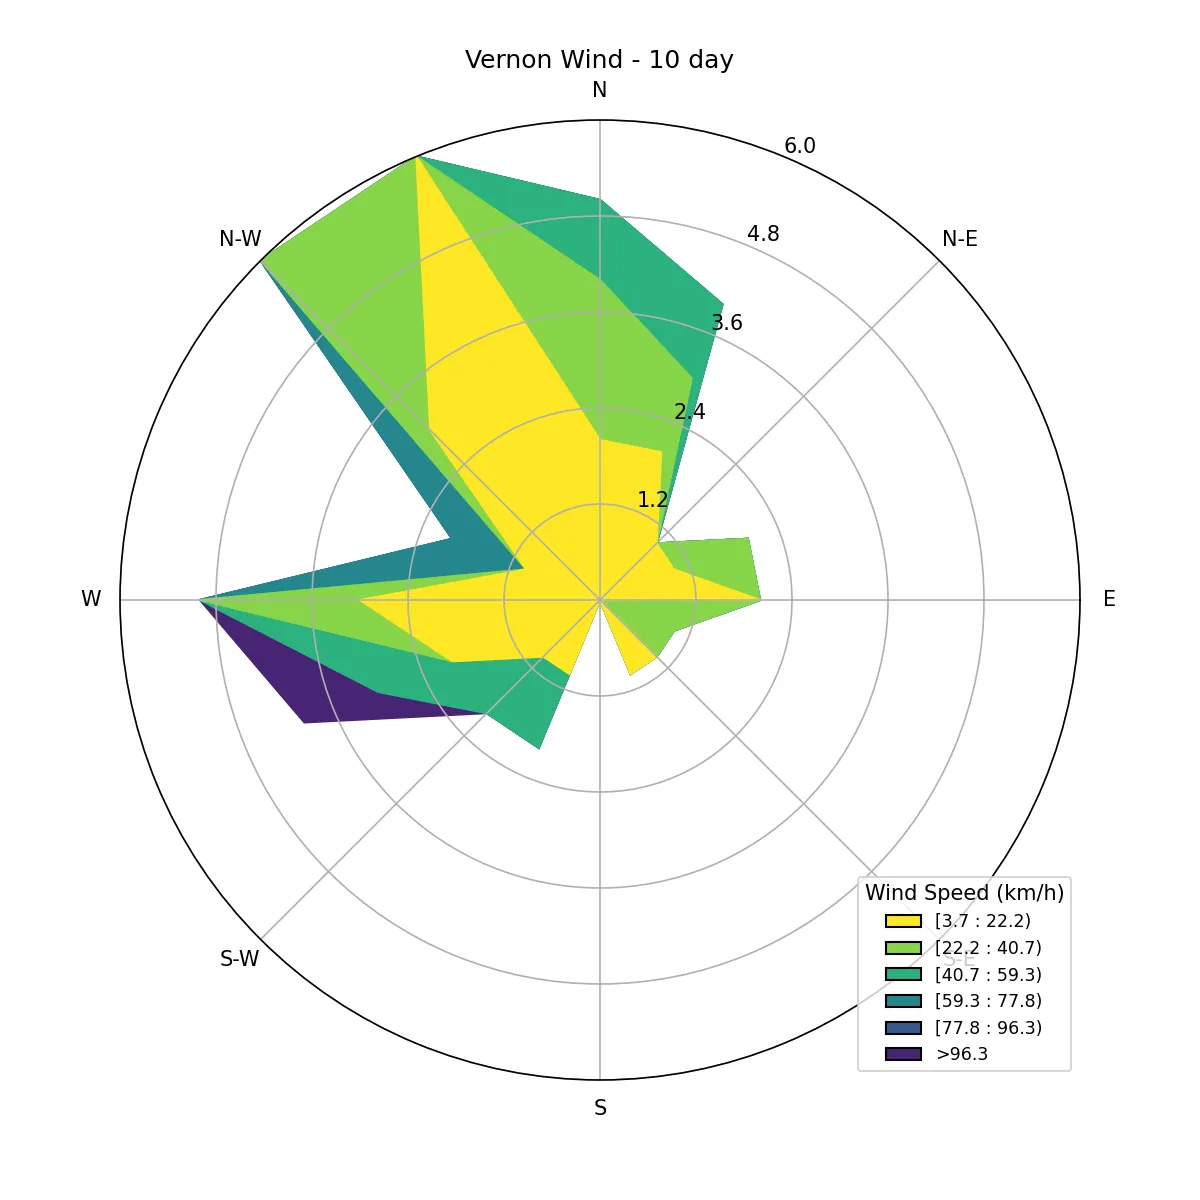 Vernon Wind - 10 day
N
6.0
N-W
4.8
N-E
3.6
2.4
1.2
W
E
Wind Speed (km/h)
[3.7 : 22.2)
[22.2 : 40.7)
S-W
S-E
[40.7 : 59.3)
[59.3 : 77.8)
[77.8 : 96.3)
>96.3
S